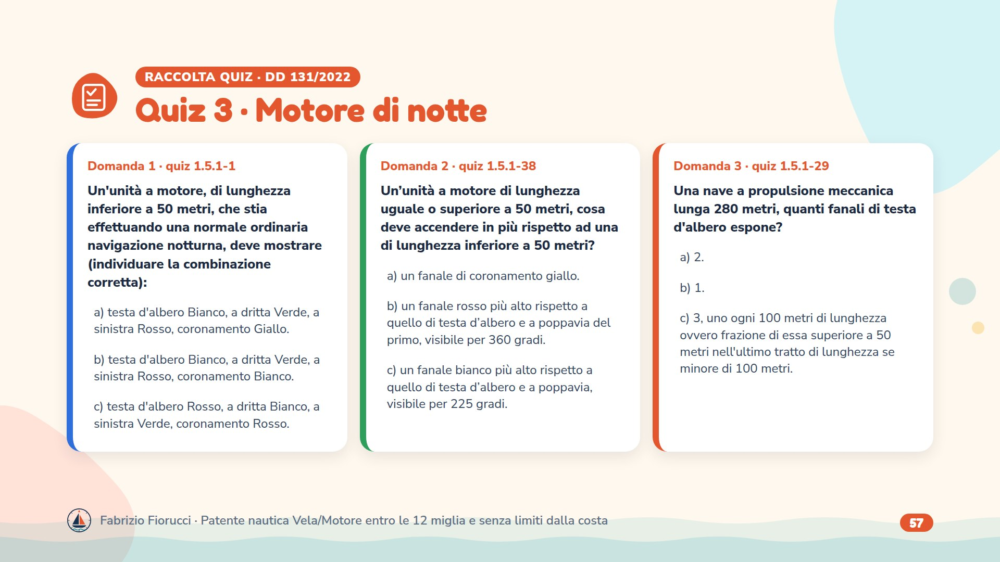 RACCOLTA QUIZ · DD 131/2022
Quiz 3 · Motore di notte
Domanda 1 · quiz 1.5.1-1
Un'unità a motore, di lunghezza
inferiore a 50 metri, che stia
effettuando una normale ordinaria
navigazione notturna, deve mostrare
(individuare la combinazione
corretta):
a) testa d'albero Bianco, a dritta Verde, a
sinistra Rosso, coronamento Giallo.
b) testa d'albero Bianco, a dritta Verde, a
sinistra Rosso, coronamento Bianco.
c) testa d'albero Rosso, a dritta Bianco, a
sinistra Verde, coronamento Rosso.
Domanda 2 · quiz 1.5.1-38
Un’unità a motore di lunghezza
uguale o superiore a 50 metri, cosa
deve accendere in più rispetto ad una
di lunghezza inferiore a 50 metri?
a) un fanale di coronamento giallo.
b) un fanale rosso più alto rispetto a
quello di testa d’albero e a poppavia del
primo, visibile per 360 gradi.
c) un fanale bianco più alto rispetto a
quello di testa d’albero e a poppavia,
visibile per 225 gradi.
Domanda 3 · quiz 1.5.1-29
Una nave a propulsione meccanica
lunga 280 metri, quanti fanali di testa
d'albero espone?
a) 2.
b) 1.
c) 3, uno ogni 100 metri di lunghezza
ovvero frazione di essa superiore a 50
metri nell'ultimo tratto di lunghezza se
minore di 100 metri.
Fabrizio Fiorucci · Patente nautica Vela/Motore entro le 12 miglia e senza limiti dalla costa
57